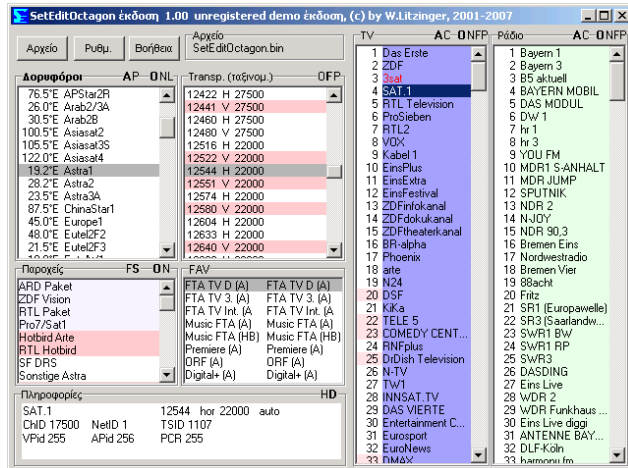 SetEditOctagon έκδοση 1.00 unregistered demo έκδοση, (c) by W.Litzinger, 2001-2007
Αρχείο Ρυθμ. Βοήθεια
Αρχείο
SetEditOctagon.bin
Δορυφόροι AP ONL
76.5°E APStar2R
26.0°E Arab2/3A
30.5°E Arab2B
100.5°E Asiasat2
105.5°E Asiasat3S
122.0°E Asiasat4
19.2°E Astra1
28.2°E Astra2
23.5°E Astra3A
87.5°E ChinaStar1
45.0°E Europe1
48.0°E Eutel2F2
21.5°E Eutel2F3
Transp. (ταξινομ.) OFP
12422 H 27500
12441 V 27500
12460 H 27500
12480 V 27500
12516 H 22000
12522 V 22000
12544 H 22000
12551 V 22000
12574 H 22000
12580 V 22000
12604 H 22000
12633 H 22000
12640 V 22000
Παροχείς FS ON
ARD Paket
ZDF Vision
RTL Paket
Pro7/Sat1
Hotbird Arte
RTL Hotbird
SF DRS
Sonstige Astra
FAV
FTA TV D (A) FTA TV D (A)
FTA TV 3. (A) FTA TV 3. (A)
FTA TV Int. (A FTA TV Int. (A
Music FTA (A) Music FTA (A)
Music FTA (HB) Music FTA (HB)
Premiere (A) Premiere (A)
ORF (A) ORF (A)
Digital+ (A) Digital+ (A)
Πληροφορίες HD
SAT.1 12544 hor 22000 auto
ChID 17500 NetID 1 TSID 1107
VPid 255 APid 256 PCR 255
TV AC ONFP
1 Das Erste
2 ZDF
3 3sat
4 SAT.1
5 RTL Television
6 ProSieben
7 RTL2
8 VOX
9 Kabel 1
10 EinsPlus
11 EinsExtra
12 EinsFestival
13 ZDFinfokanal
14 ZDFdokukanal
15 ZDFtheaterkanal
16 BR-alpha
17 Phoenix
18 arte
19 N24
20 DSF
21 KiKa
22 TELE 5
23 COMEDY CENT...
24 RNFplus
25 DrDish Television
26 N-TV
27 TW1
28 INNSAT.TV
29 DAS VIERTE
30 Entertainment C...
31 Eurosport
32 EuroNews
33 DMAX
Ράδιο AC ONFP
1 Bayern 1
2 Bayern 3
3 B5 aktuell
4 BAYERN MOBIL
5 DAS MODUL
6 DW 1
7 hr 1
8 hr 3
9 YOU FM
10 MDR1 S-ANHALT
11 MDR JUMP
12 SPUTNIK
13 NDR 2
14 N-JOY
15 NDR 90,3
16 Bremen Eins
17 Nordwestradio
18 Bremen Vier
19 88acht
20 Fritz
21 SR1 (Europawelle)
22 SR3 (Saarlandw...
23 SWR1 BW
24 SWR1 RP
25 SWR3
26 DASDING
27 Eins Live
28 WDR 2
29 WDR Funkhaus ...
30 Eins Live diggi
31 ANTENNE BAY...
32 DLF-Köln
33 harmony fm